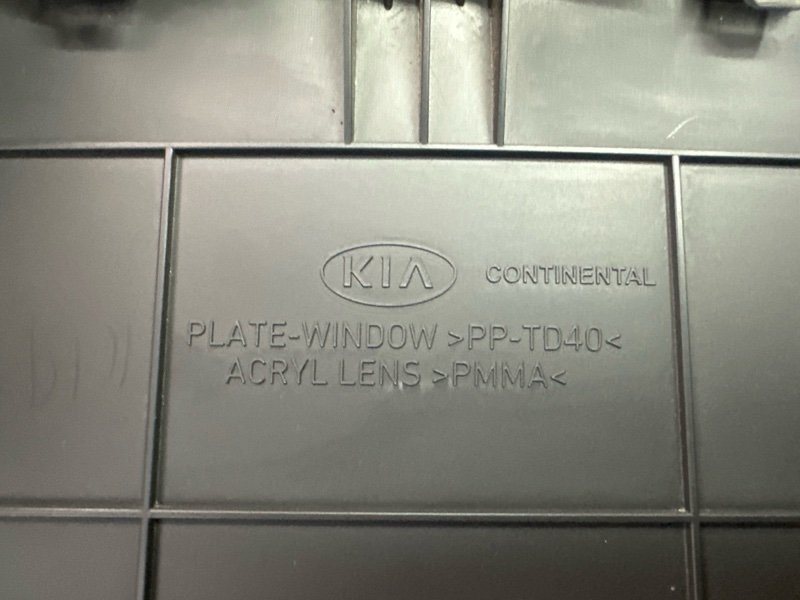 KIA CONTINENTAL
PLATE-WINDOW >PP-TD40<
ACRYL LENS >PMMA<